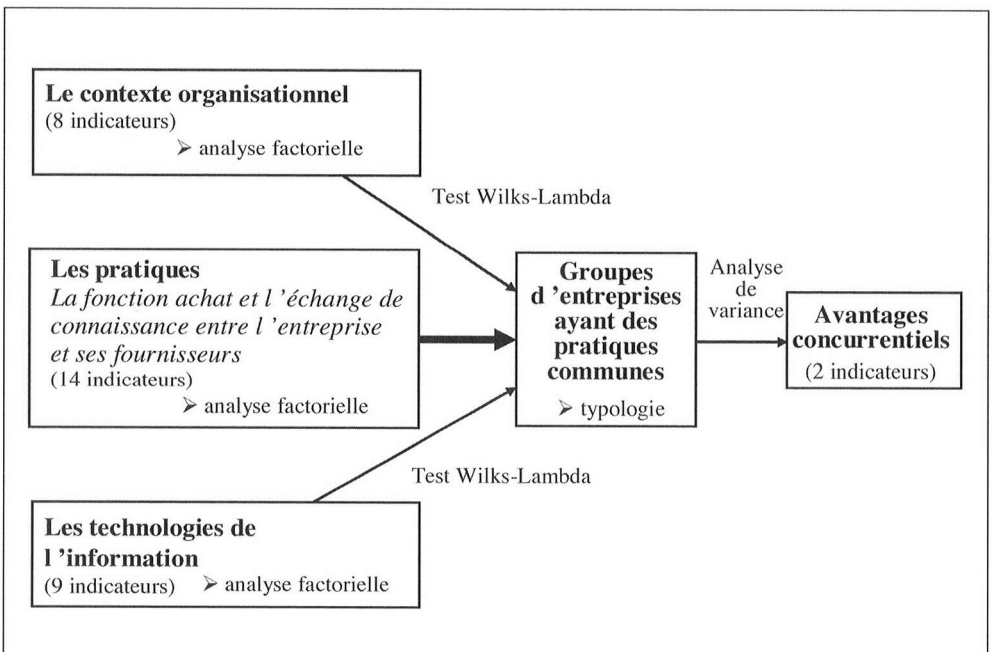 Le contexte organisationnel
(8 indicateurs)
➢ analyse factorielle
Test Wilks-Lambda
Les pratiques
La fonction achat et l ’échange de
connaissance entre l ’entreprise
et ses fournisseurs
(14 indicateurs)
➢ analyse factorielle
Groupes
d ’entreprises
ayant des
pratiques
communes
➢ typologie
Analyse
de
variance
Avantages
concurrentiels
(2 indicateurs)
Test Wilks-Lambda
Les technologies de
l ’information
(9 indicateurs) ➢ analyse factorielle